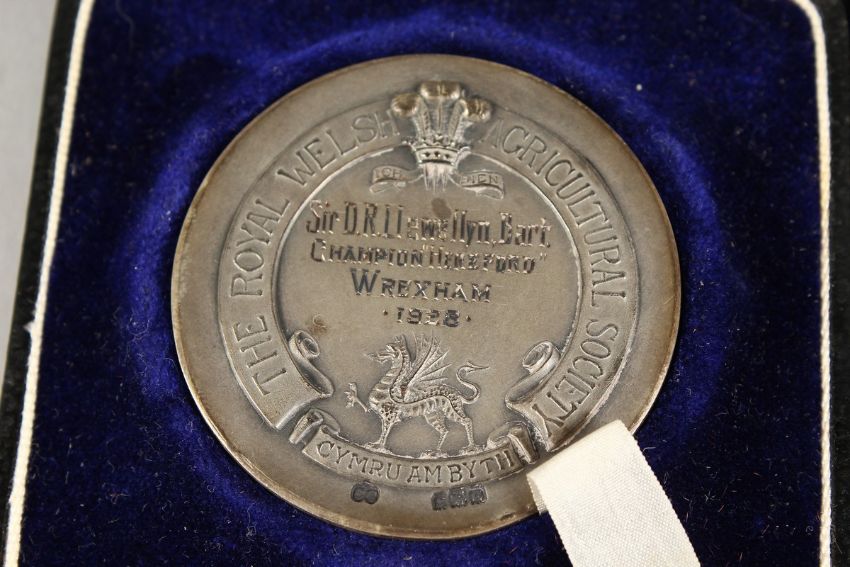 THE ROYAL WELSH AGRICULTURAL SOCIETY
ICH DIEN
Sir D.R.Llewellyn, Bart.
CHAMPION "HEREFORD"
WREXHAM
· 1928 ·
CYMRU AM BYTH